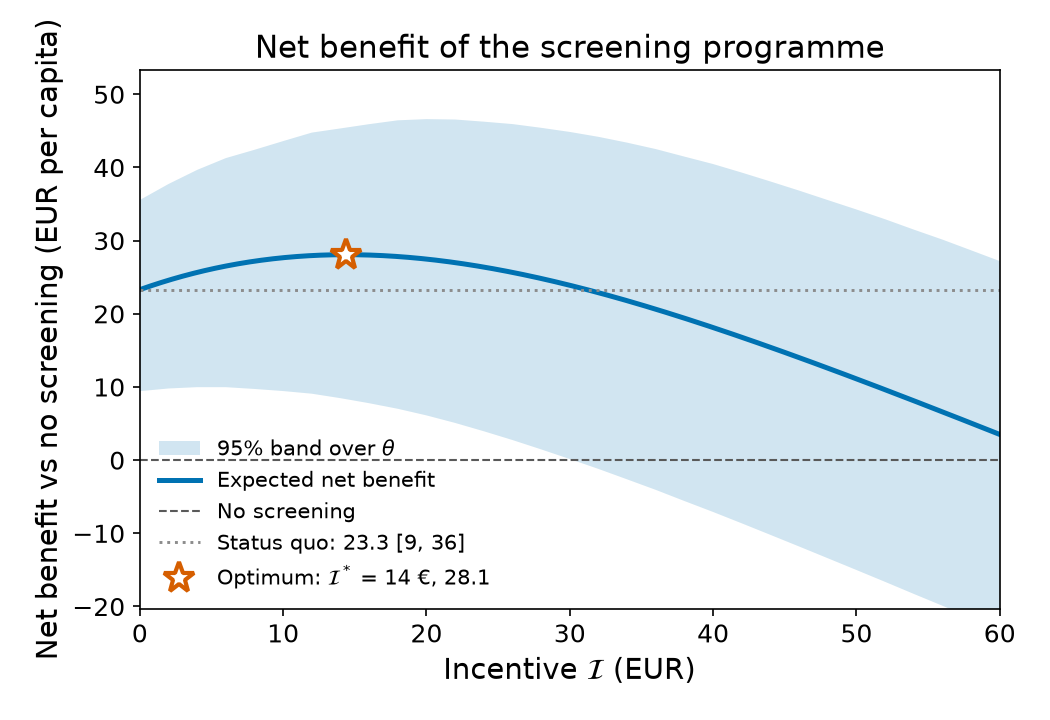 Net benefit of the screening programme
Net benefit vs no screening (EUR per capita)
50
40
30
20
10
0
−10
−20
95% band over θ
Expected net benefit
No screening
Status quo: 23.3 [9, 36]
Optimum: ℐ* = 14 €, 28.1
0 10 20 30 40 50 60
Incentive ℐ (EUR)